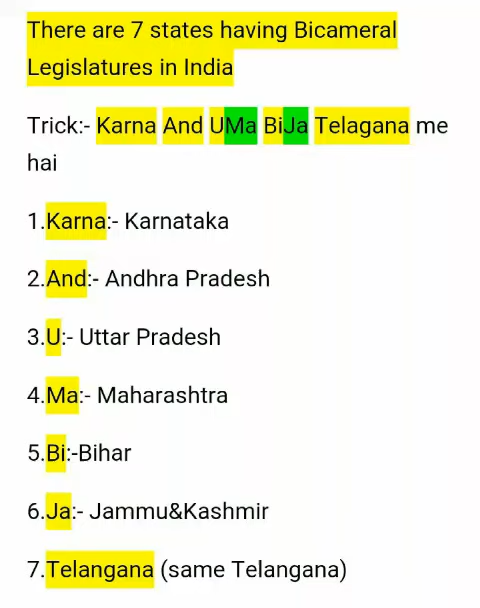 There are 7 states having Bicameral
Legislatures in India
Trick:- Karna And UMa BiJa Telagana me
hai
1.Karna:- Karnataka
2.And:- Andhra Pradesh
3.U:- Uttar Pradesh
4.Ma:- Maharashtra
5.Bi:-Bihar
6.Ja:- Jammu&Kashmir
7.Telangana (same Telangana)